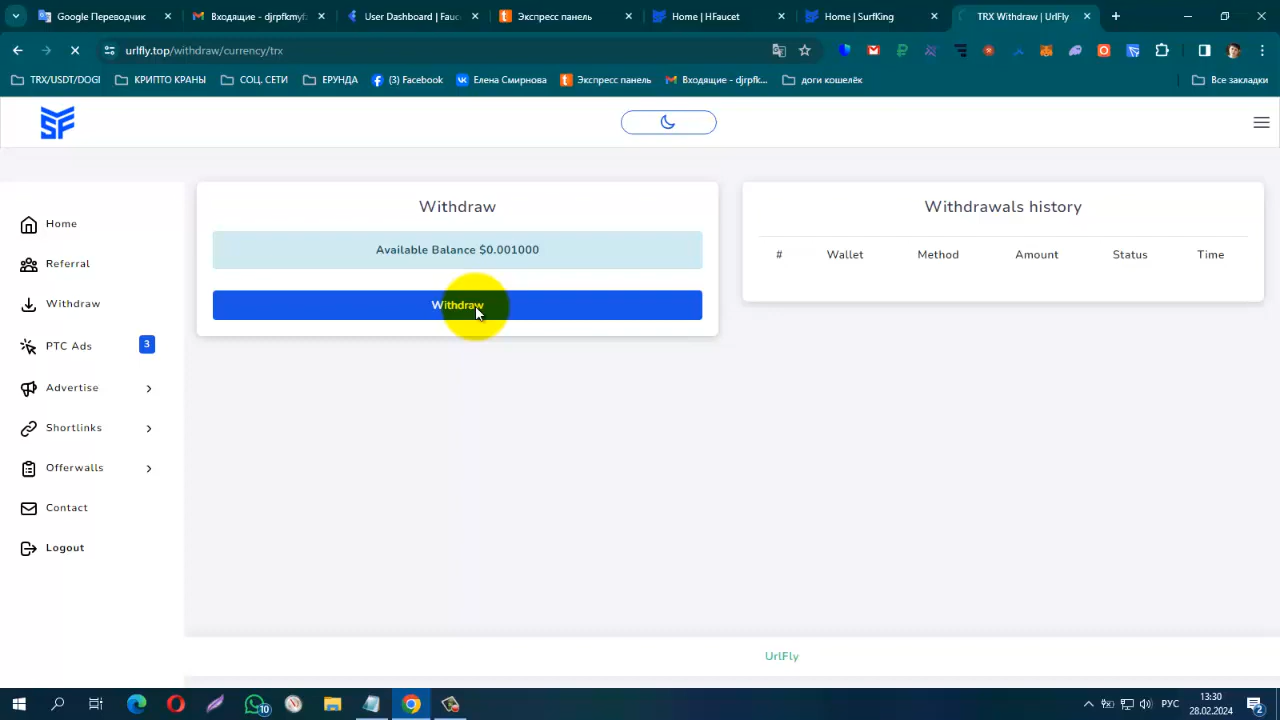 Google Переводчик
Входящие - djrpfkmyf
User Dashboard | Fauc
Экспресс панель
Home | HFaucet
Home | SurfKing
TRX Withdraw | UrlFly
urlfly.top/withdraw/currency/trx
TRX/USDT/DOGI
КРИПТО КРАНЫ
СОЦ. СЕТИ
ЕРУНДА
(3) Facebook
Елена Смирнова
Экспресс панель
Входящие - djrpfk...
доги кошелёк
Все закладки
SF
Home
Referral
Withdraw
PTC Ads
3
Advertise
Shortlinks
Offerwalls
Contact
Logout
Withdraw
Available Balance $0.001000
Withdraw
Withdrawals history
# Wallet Method Amount Status Time
UrlFly
10
РУС
13:30
28.02.2024
2